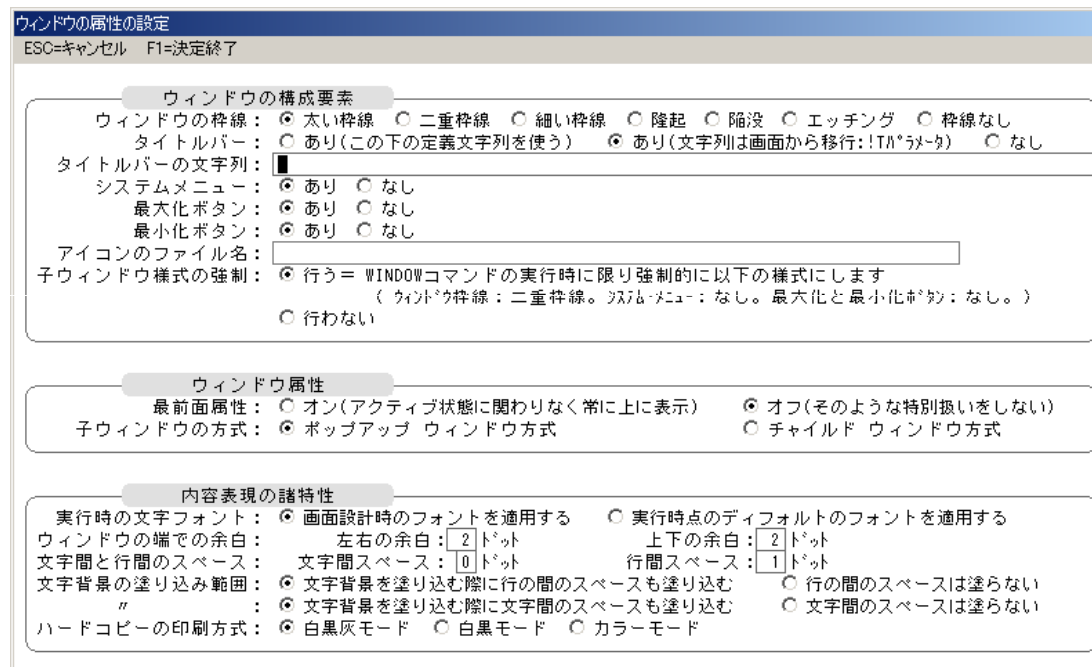 ウィンドウの属性の設定
ESC=キャンセル F1=決定終了
ウィンドウの構成要素
ウィンドウの枠線： ◉ 太い枠線 ○ 二重枠線 ○ 細い枠線 ○ 隆起 ○ 陥没 ○ エッチング ○ 枠線なし
タイトルバー： ○ あり(この下の定義文字列を使う) ◉ あり(文字列は画面から移行:!Tﾊﾟﾗﾒｰﾀ) ○ なし
タイトルバーの文字列：
システムメニュー： ◉ あり ○ なし
最大化ボタン： ◉ あり ○ なし
最小化ボタン： ◉ あり ○ なし
アイコンのファイル名：
子ウィンドウ様式の強制： ◉ 行う＝ WINDOWコマンドの実行時に限り強制的に以下の様式にします
( ｳｨﾝﾄﾞｳ枠線：二重枠線。ｼｽﾃﾑ･ﾒﾆｭｰ：なし。最大化と最小化ﾎﾞﾀﾝ：なし。)
○ 行わない
ウィンドウ属性
最前面属性： ○ オン(アクティブ状態に関わりなく常に上に表示) ◉ オフ(そのような特別扱いをしない)
子ウィンドウの方式： ◉ ポップアップ ウィンドウ方式 ○ チャイルド ウィンドウ方式
内容表現の諸特性
実行時の文字フォント： ◉ 画面設計時のフォントを適用する ○ 実行時点のディフォルトのフォントを適用する
ウィンドウの端での余白： 左右の余白： 2 ﾄﾞｯﾄ 上下の余白： 2 ﾄﾞｯﾄ
文字間と行間のスペース： 文字間スペース： 0 ﾄﾞｯﾄ 行間スペース： 1 ﾄﾞｯﾄ
文字背景の塗り込み範囲： ◉ 文字背景を塗り込む際に行の間のスペースも塗り込む ○ 行の間のスペースは塗らない
〃 ： ◉ 文字背景を塗り込む際に文字間のスペースも塗り込む ○ 文字間のスペースは塗らない
ハードコピーの印刷方式： ◉ 白黒灰モード ○ 白黒モード ○ カラーモード